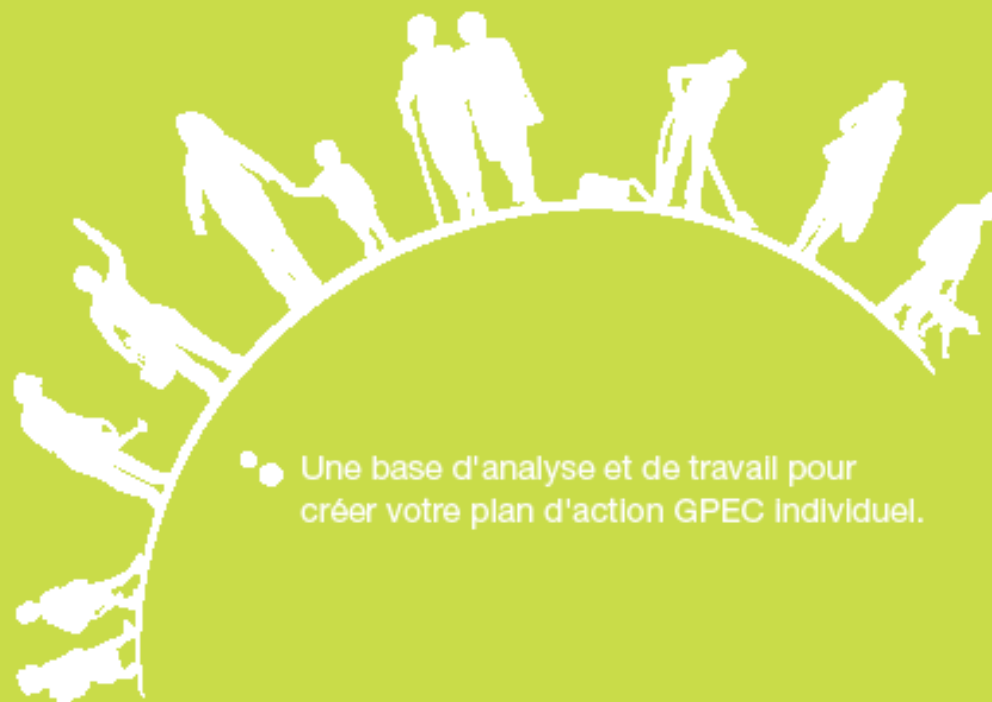 Une base d'analyse et de travail pour
créer votre plan d'action GPEC individuel.